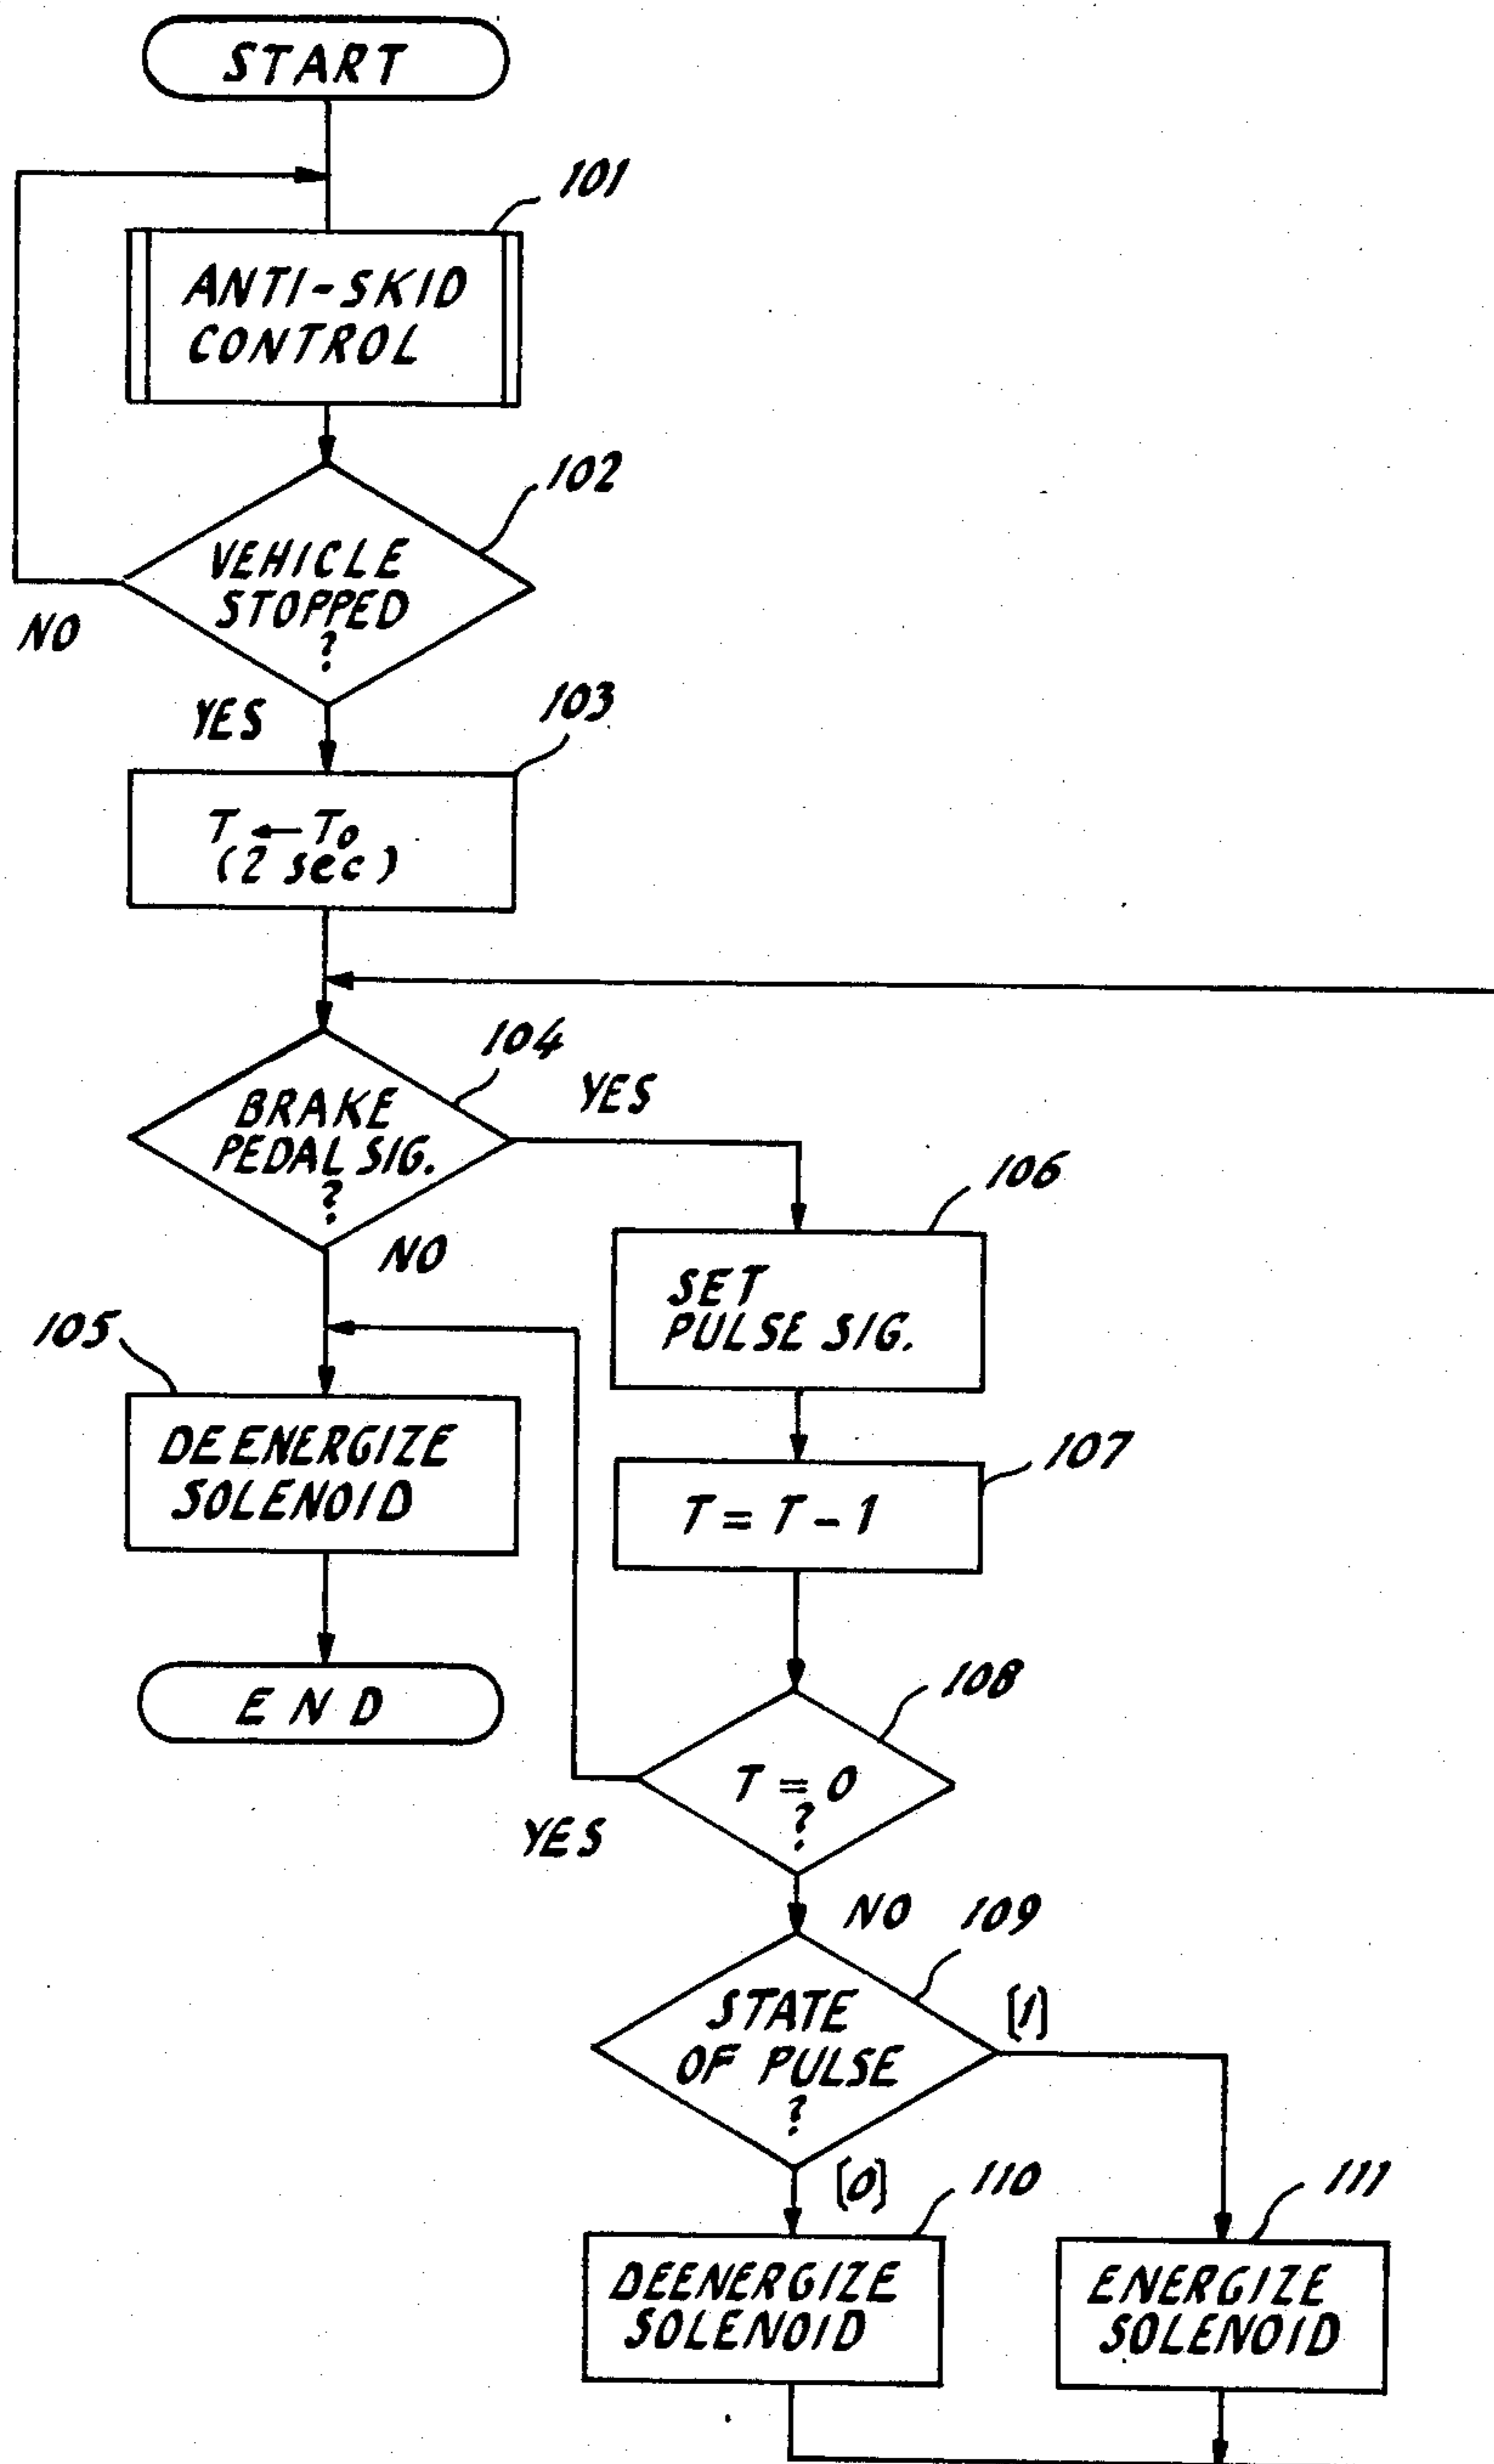 START
101
ANTI-SKID
CONTROL
102
VEHICLE
STOPPED
?
NO
YES
103
T ← T0
(2 sec)
104
BRAKE
PEDAL SIG.
?
YES
NO
106
SET
PULSE SIG.
105
DEENERGIZE
SOLENOID
107
T = T - 1
END
108
T = 0
?
YES
NO
109
STATE
OF PULSE
?
[1]
[0]
110
DEENERGIZE
SOLENOID
111
ENERGIZE
SOLENOID